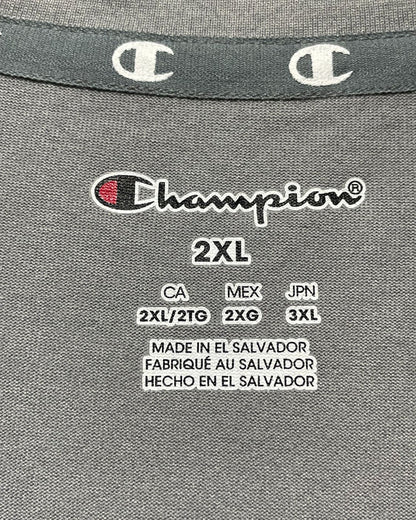 Champion®
2XL
CA MEX JPN
2XL/2TG 2XG 3XL
MADE IN EL SALVADOR
FABRIQUÉ AU SALVADOR
HECHO EN EL SALVADOR